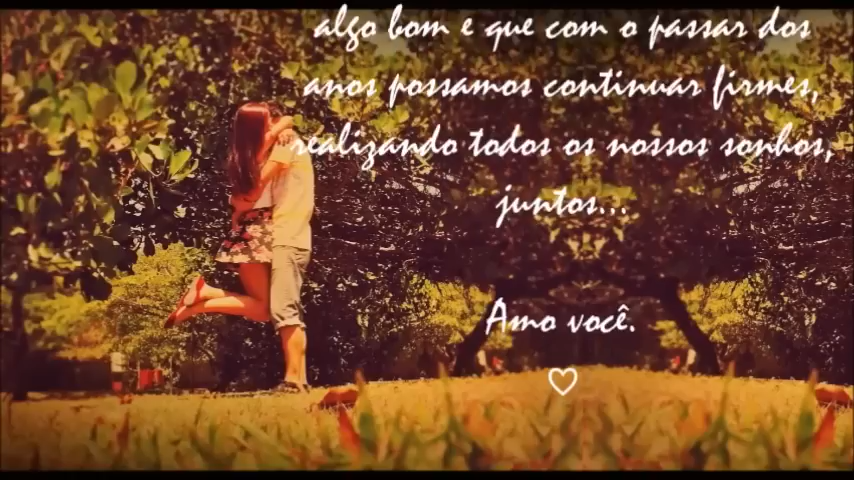 algo bom e que com o passar dos
anos possamos continuar firmes,
realizando todos os nossos sonhos,
juntos...
Amo você.